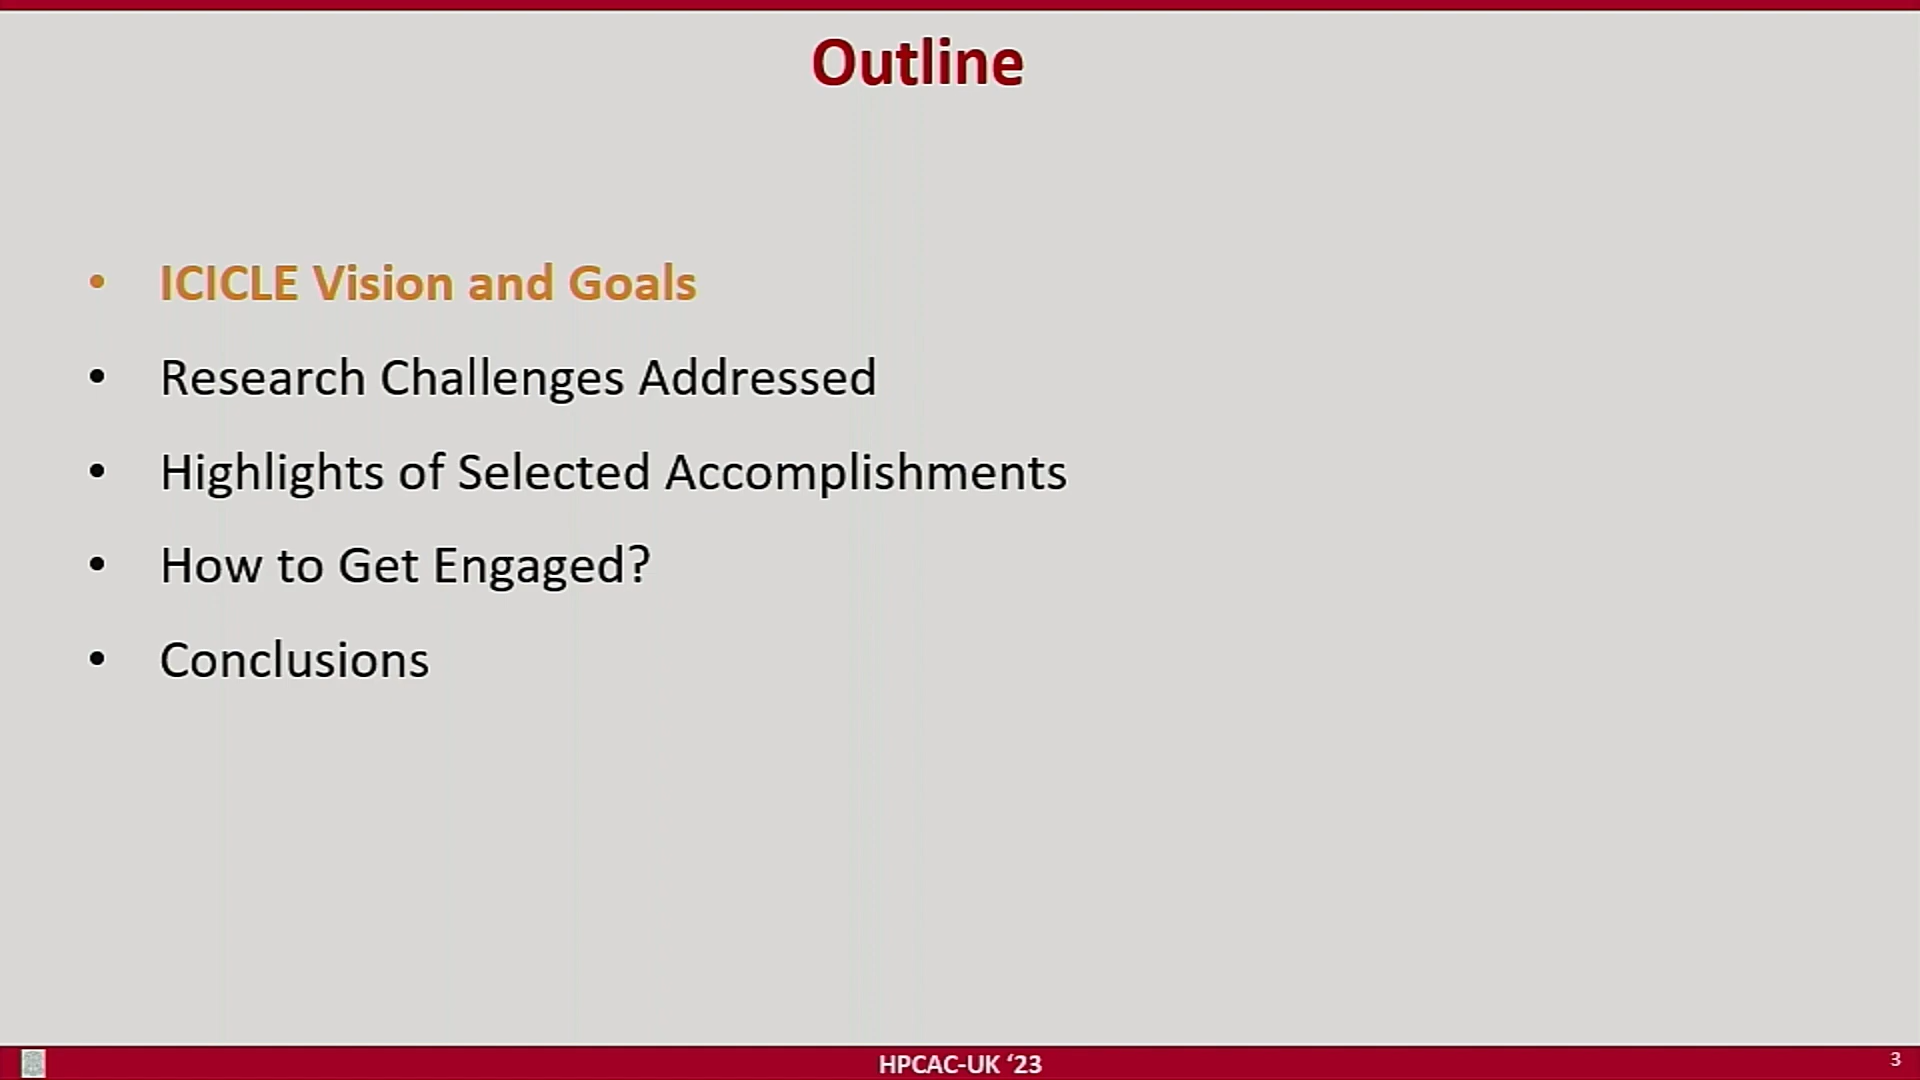 Outline
• ICICLE Vision and Goals
• Research Challenges Addressed
• Highlights of Selected Accomplishments
• How to Get Engaged?
• Conclusions
HPCAC-UK ‘23
3